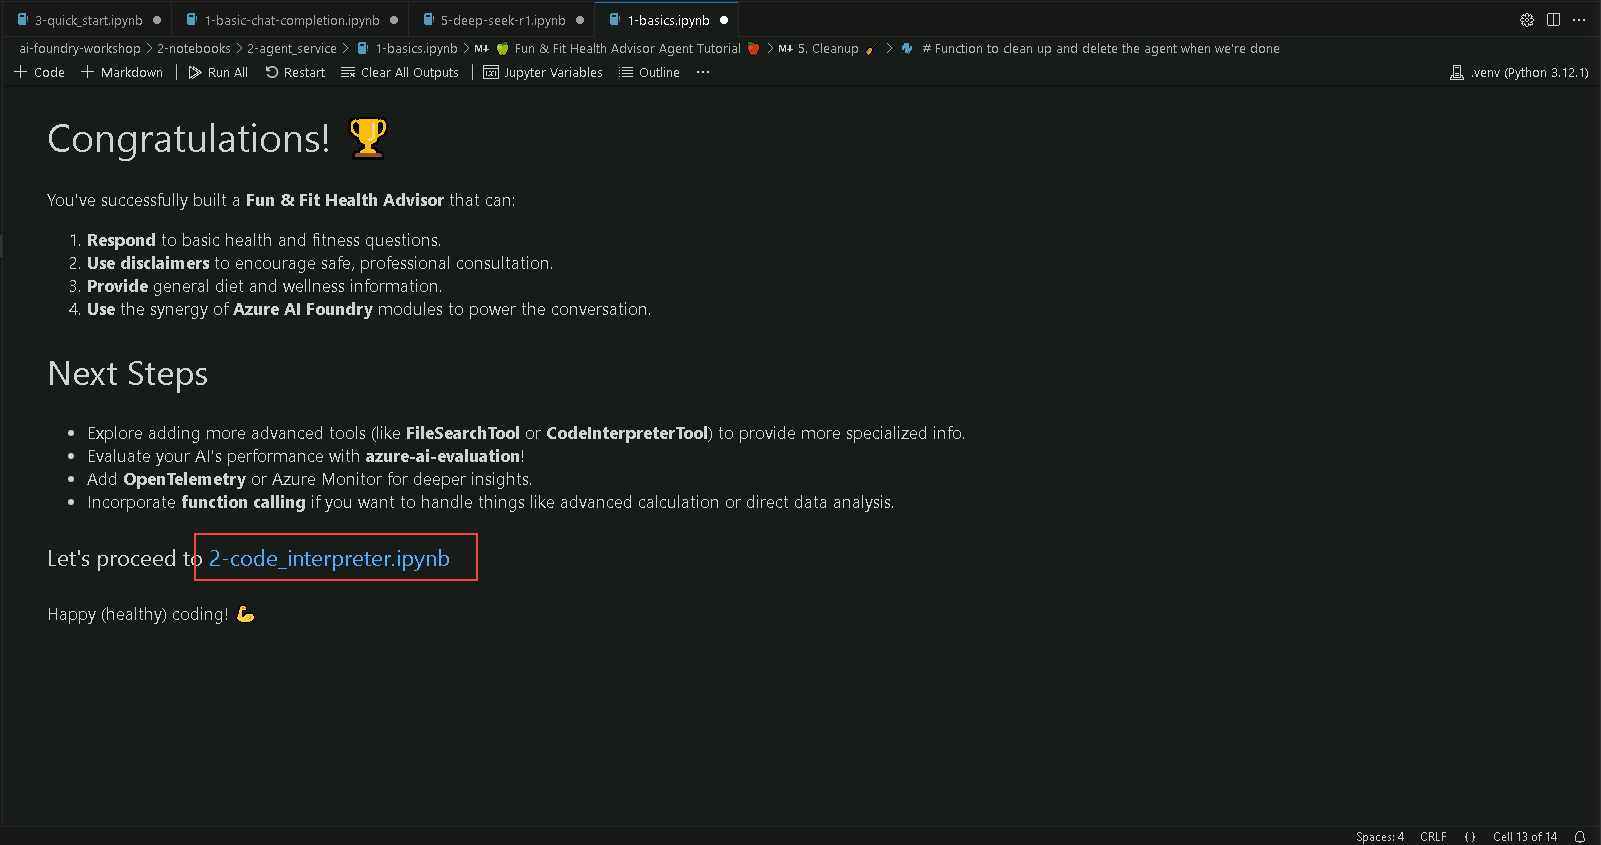 3-quick_start.ipynb 1-basic-chat-completion.ipynb 5-deep-seek-r1.ipynb 1-basics.ipynb
ai-foundry-workshop > 2-notebooks > 2-agent_service > 1-basics.ipynb > M↓ 🍏 Fun & Fit Health Advisor Agent Tutorial 🍎 > M↓ 5. Cleanup > # Function to clean up and delete the agent when we're done
+ Code + Markdown | Run All Restart Clear All Outputs | Jupyter Variables Outline ··· .venv (Python 3.12.1)
Congratulations! 🏆
You've successfully built a Fun & Fit Health Advisor that can:
1. Respond to basic health and fitness questions.
2. Use disclaimers to encourage safe, professional consultation.
3. Provide general diet and wellness information.
4. Use the synergy of Azure AI Foundry modules to power the conversation.
Next Steps
• Explore adding more advanced tools (like FileSearchTool or CodeInterpreterTool) to provide more specialized info.
• Evaluate your AI's performance with azure-ai-evaluation!
• Add OpenTelemetry or Azure Monitor for deeper insights.
• Incorporate function calling if you want to handle things like advanced calculation or direct data analysis.
Let's proceed to 2-code_interpreter.ipynb
Happy (healthy) coding! 💪
Spaces: 4 CRLF {} Cell 13 of 14